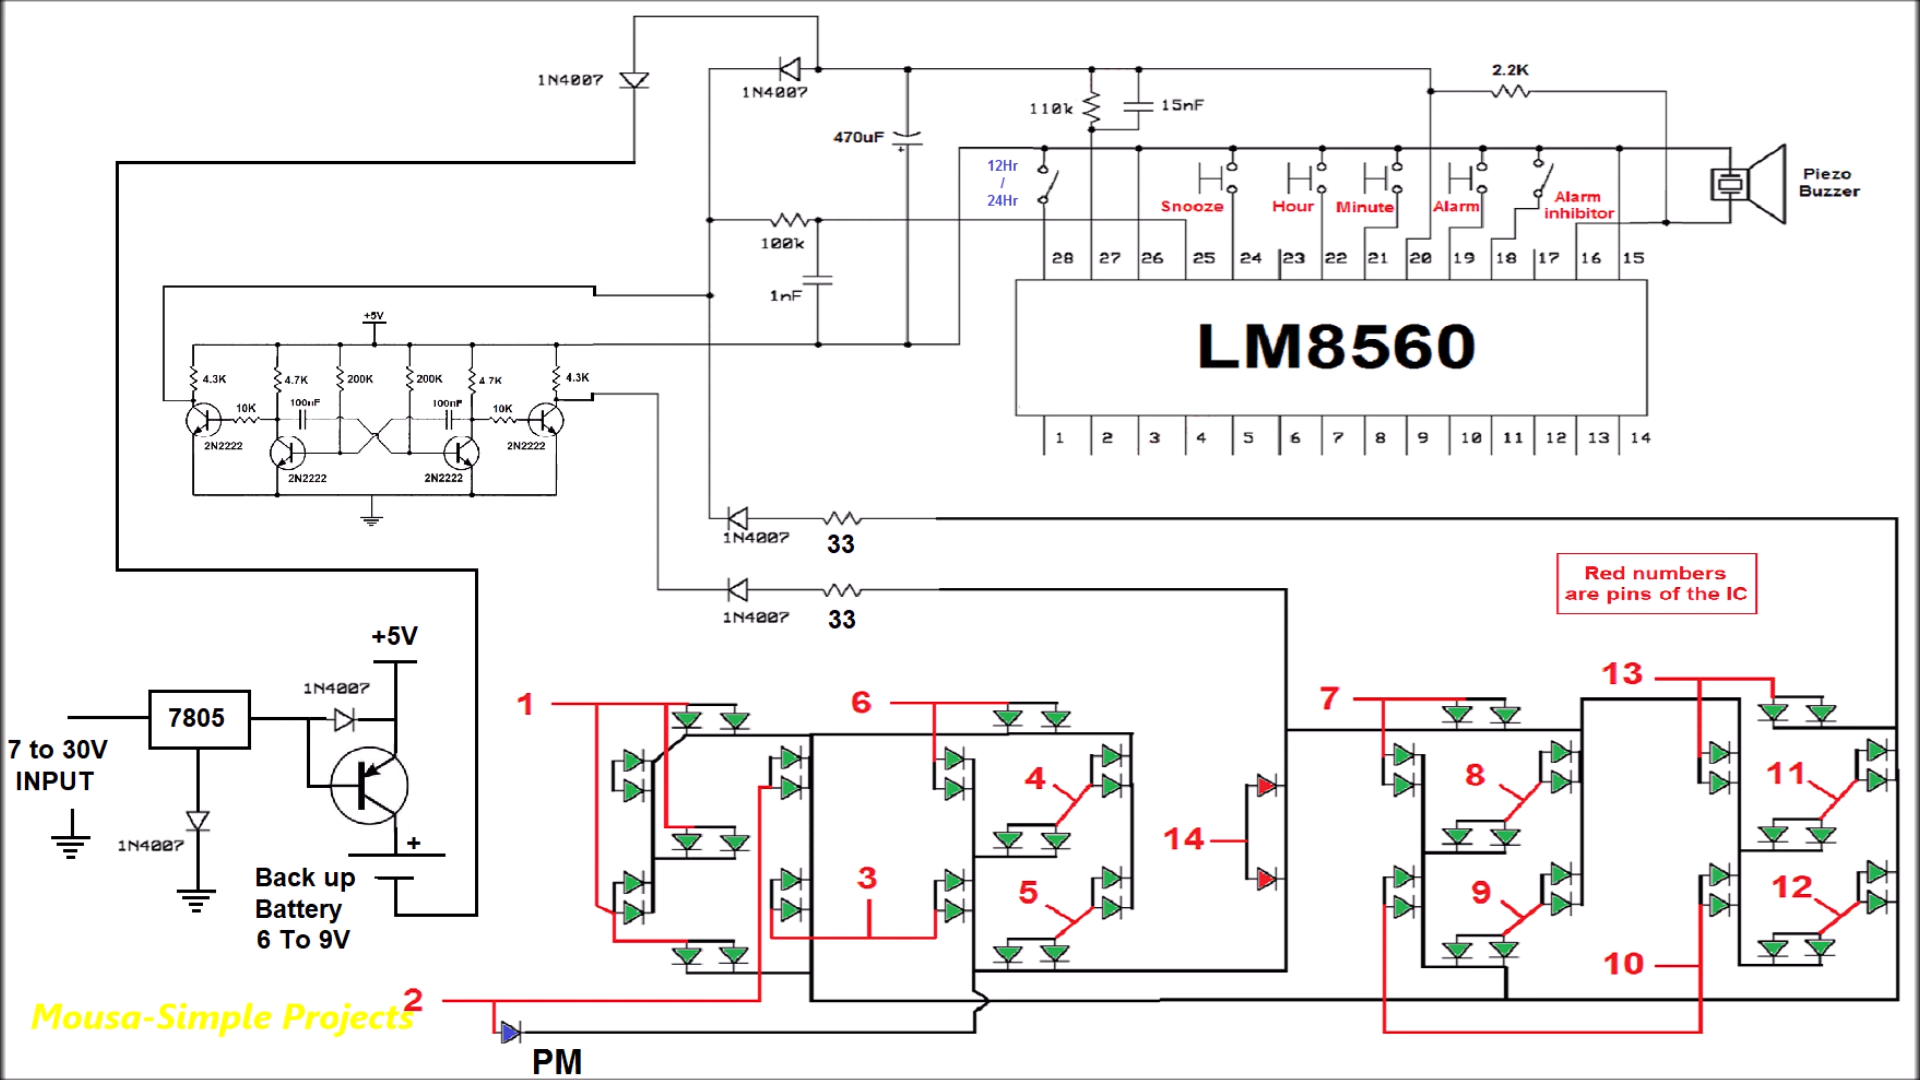 1N4007
1N4007
470uF
+
110k
15nF
2.2K
12Hr
/
24Hr
Snooze
Hour
Minute
Alarm
Alarm
inhibitor
Piezo
Buzzer
100k
1nF
28 27 26 25 24 23 22 21 20 19 18 17 16 15
LM8560
1 2 3 4 5 6 7 8 9 10 11 12 13 14
+5V
4.3K 4.7K 200K 200K 4.7K 4.3K
10K 100nF 100nF 10K
2N2222 2N2222
2N2222 2N2222
1N4007
33
1N4007
33
Red numbers
are pins of the IC
+5V
1N4007
7805
7 to 30V
INPUT
1N4007
+
Back up
Battery
6 To 9V
1
6
4
3
5
14
7
13
8
11
9
12
10
2
PM
Mousa-Simple Projects